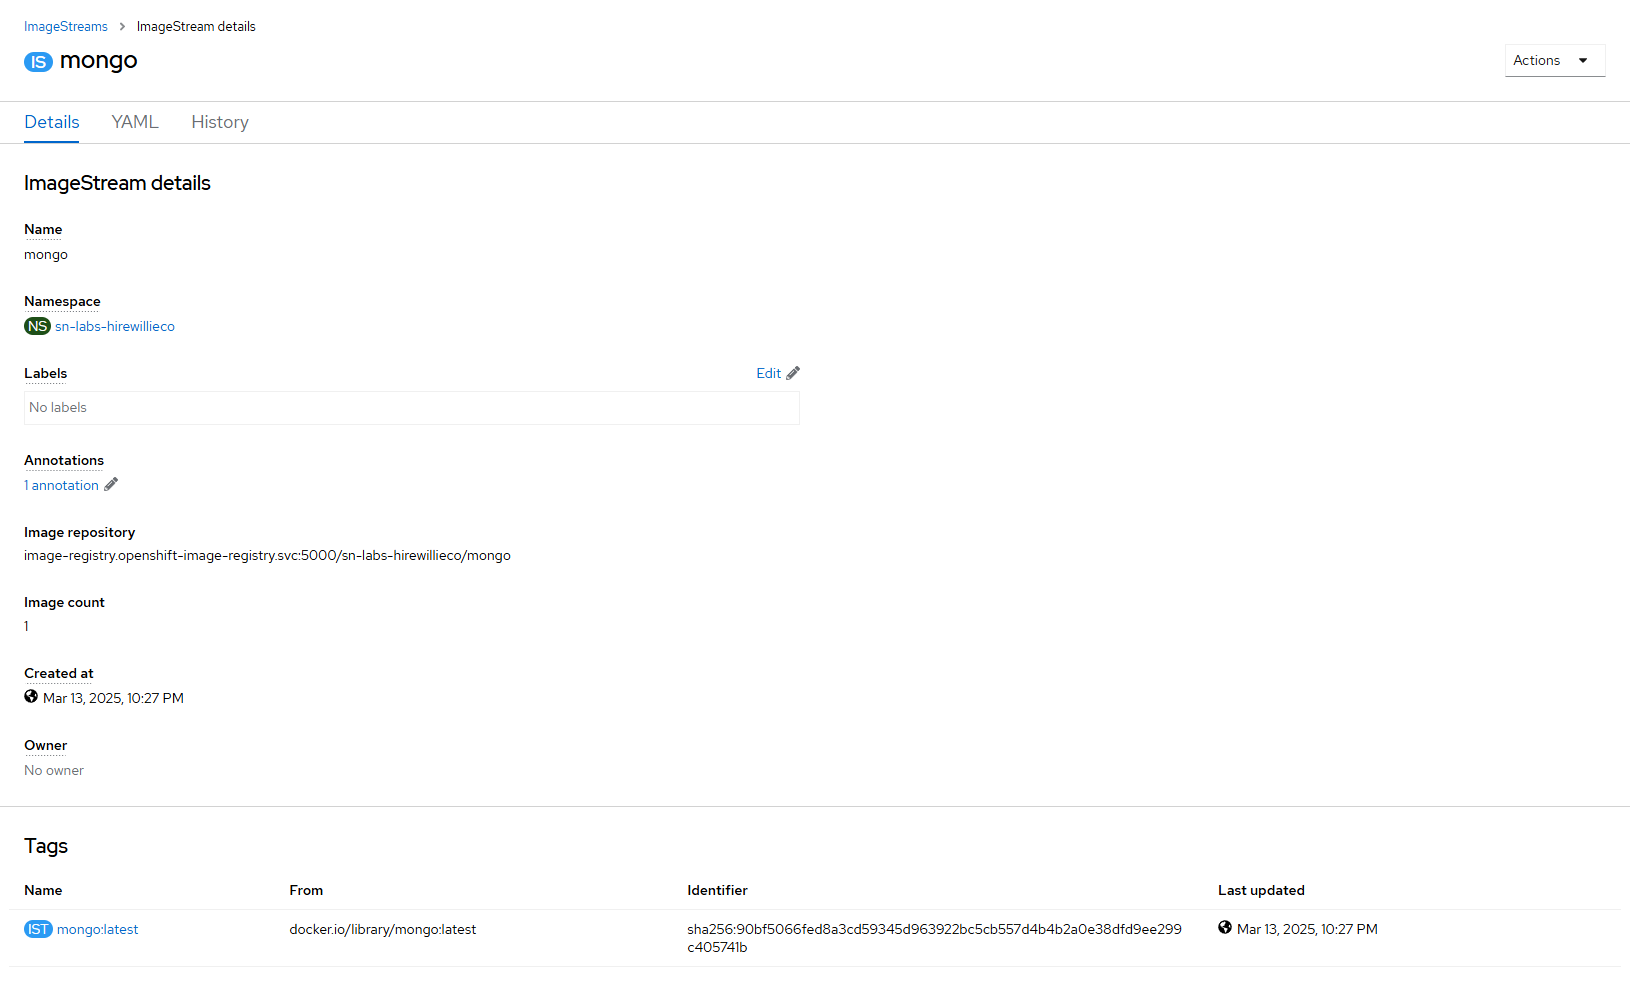 ImageStreams > ImageStream details
IS mongo
Actions
Details YAML History
ImageStream details
Name
mongo
Namespace
NS sn-labs-hirewillieco
Labels Edit
No labels
Annotations
1 annotation
Image repository
image-registry.openshift-image-registry.svc:5000/sn-labs-hirewillieco/mongo
Image count
1
Created at
Mar 13, 2025, 10:27 PM
Owner
No owner
Tags
Name From Identifier Last updated
IST mongo:latest docker.io/library/mongo:latest sha256:90bf5066fed8a3cd59345d963922bc5cb557d4b4b2a0e38dfd9ee299 Mar 13, 2025, 10:27 PM
c405741b